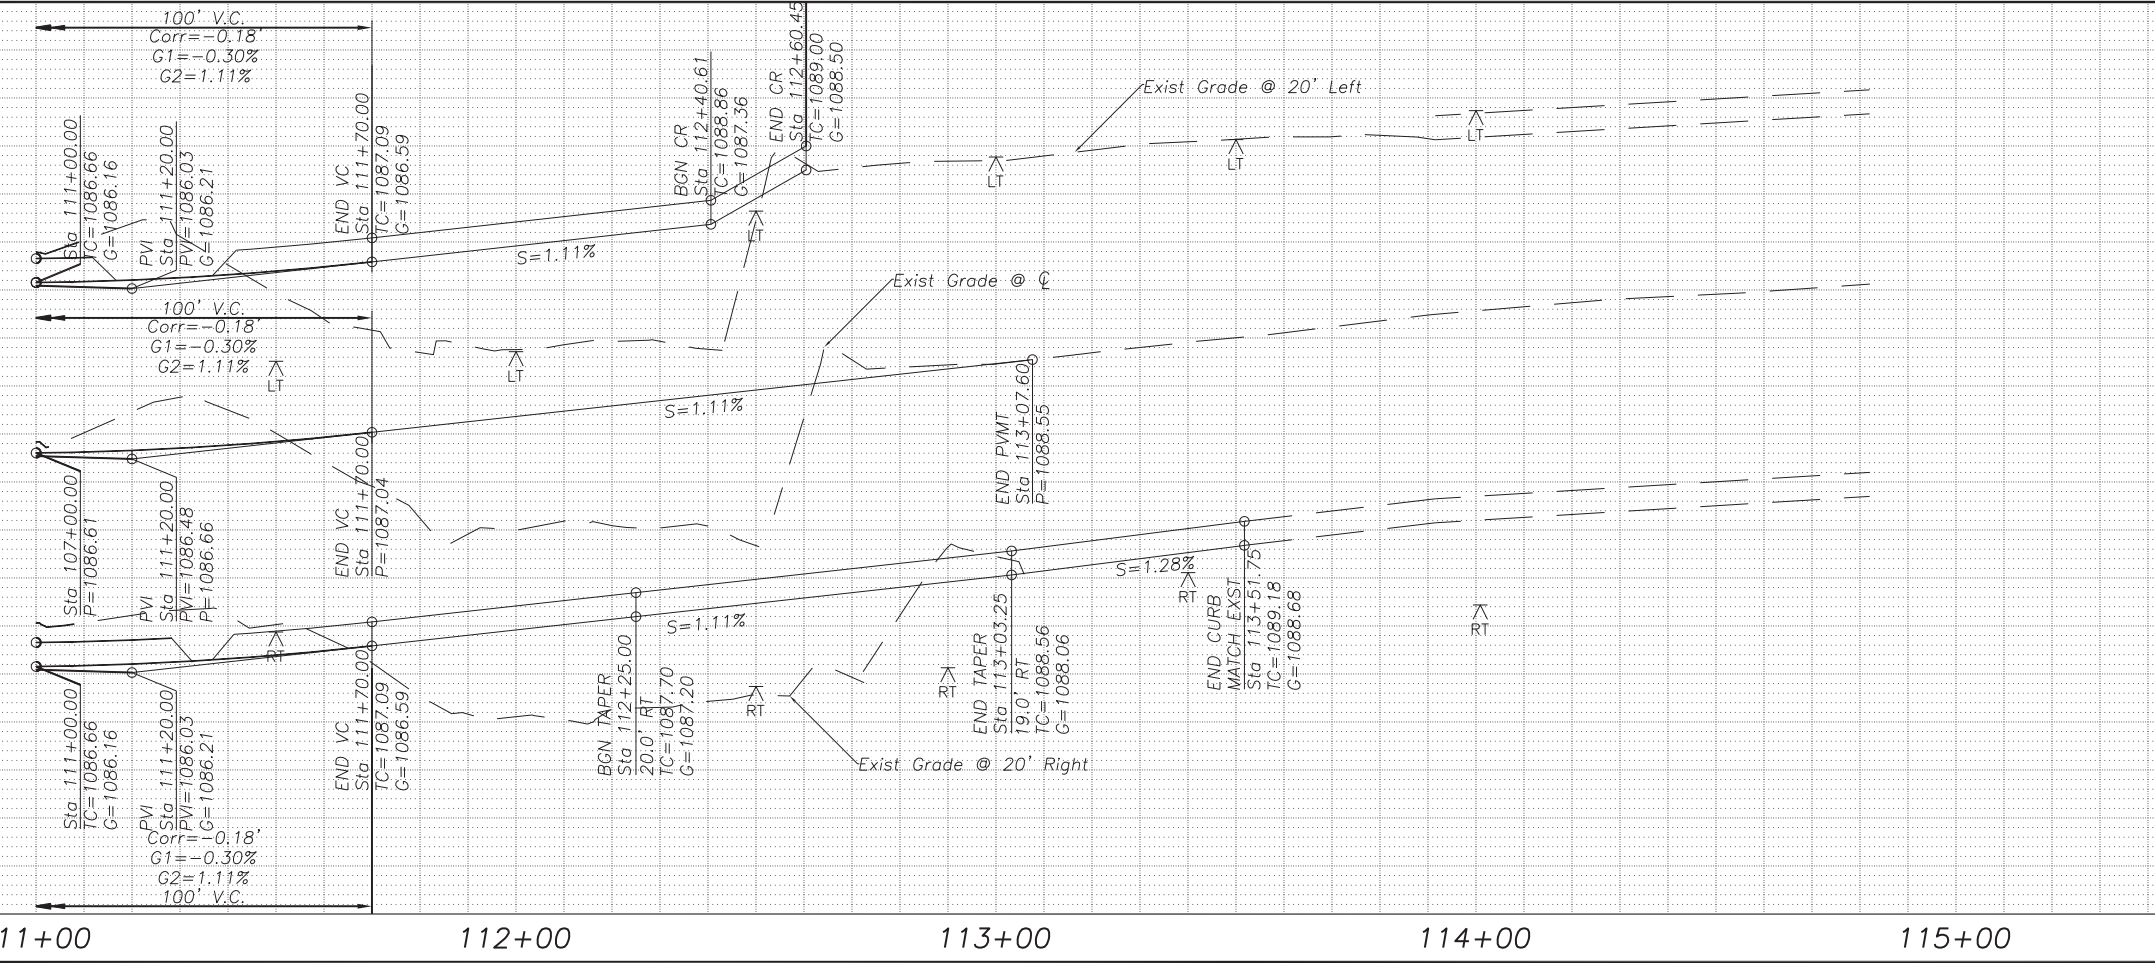 100' V.C.
Corr=-0.18'
G1=-0.30%
G2=1.11%
Sta 111+00.00
TC=1086.66
G=1086.16
PVI
Sta 111+20.00
PVI=1086.03
G=1086.21
END VC
Sta 111+70.00
TC=1087.09
G=1086.59
BGN CR
Sta 112+40.61
TC=1088.86
G=1087.36
END CR
Sta 112+60.45
TC=1089.00
G=1088.50
Exist Grade @ 20' Left
LT
LT
LT
LT
S=1.11%
Exist Grade @ ℄
100' V.C.
Corr=-0.18'
G1=-0.30%
G2=1.11%
LT
LT
S=1.11%
Sta 107+00.00
P=1086.61
PVI
Sta 111+20.00
PVI=1086.48
P=1086.66
END VC
Sta 111+70.00
P=1087.04
END PVMT
Sta 113+07.60
P=1088.55
S=1.28%
RT
RT
RT
S=1.11%
RT
RT
Sta 111+00.00
TC=1086.66
G=1086.16
PVI
Sta 111+20.00
PVI=1086.03
G=1086.21
END VC
Sta 111+70.00
TC=1087.09
G=1086.59
BGN TAPER
Sta 112+25.00
20.0' RT
TC=1087.70
G=1087.20
END TAPER
Sta 113+03.25
19.0' RT
TC=1088.56
G=1088.06
END CURB
MATCH EXST
Sta 113+51.75
TC=1089.18
G=1088.68
Exist Grade @ 20' Right
Corr=-0.18'
G1=-0.30%
G2=1.11%
100' V.C.
11+00 112+00 113+00 114+00 115+00